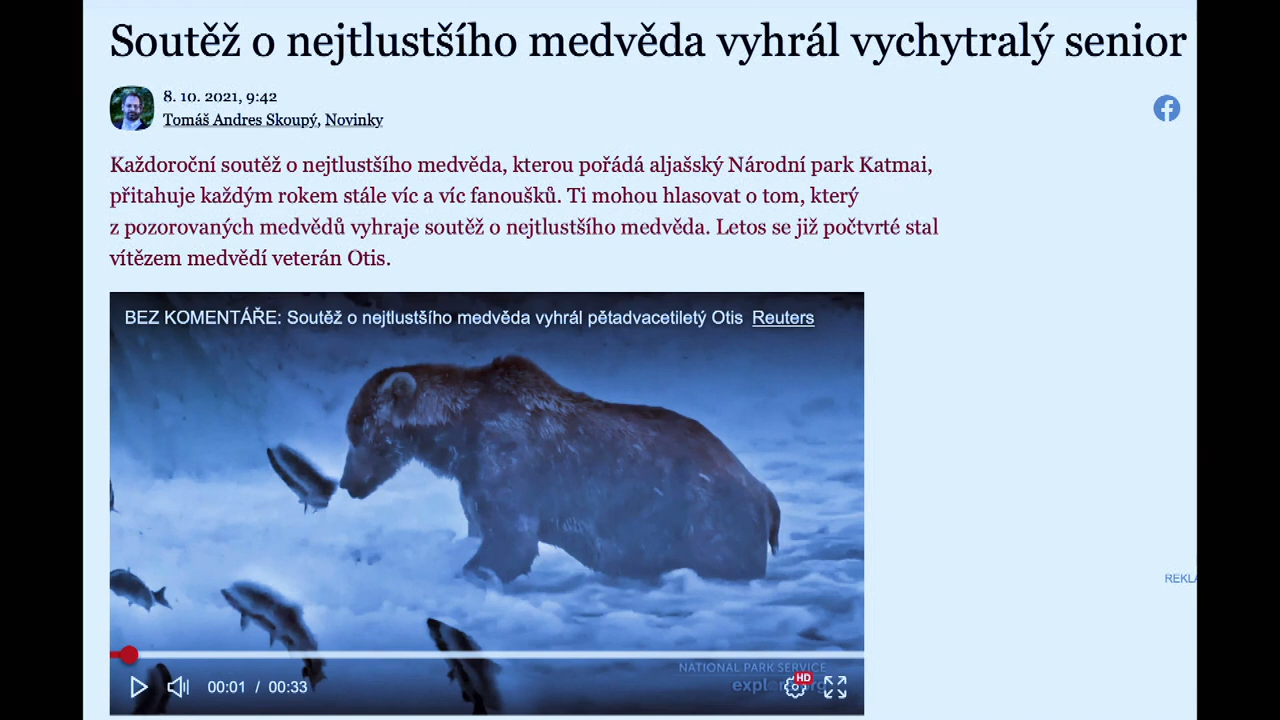 Soutěž o nejtlustšího medvěda vyhrál vychytralý senior
8. 10. 2021, 9:42
Tomáš Andres Skoupý, Novinky
Každoroční soutěž o nejtlustšího medvěda, kterou pořádá aljašský Národní park Katmai,
přitahuje každým rokem stále víc a víc fanoušků. Ti mohou hlasovat o tom, který
z pozorovaných medvědů vyhraje soutěž o nejtlustšího medvěda. Letos se již počtvrté stal
vítězem medvědí veterán Otis.
BEZ KOMENTÁŘE: Soutěž o nejtlustšího medvěda vyhrál pětadvacetiletý Otis Reuters
REKLA
NATIONAL PARK SERVICE
explore.org
HD
00:01 / 00:33